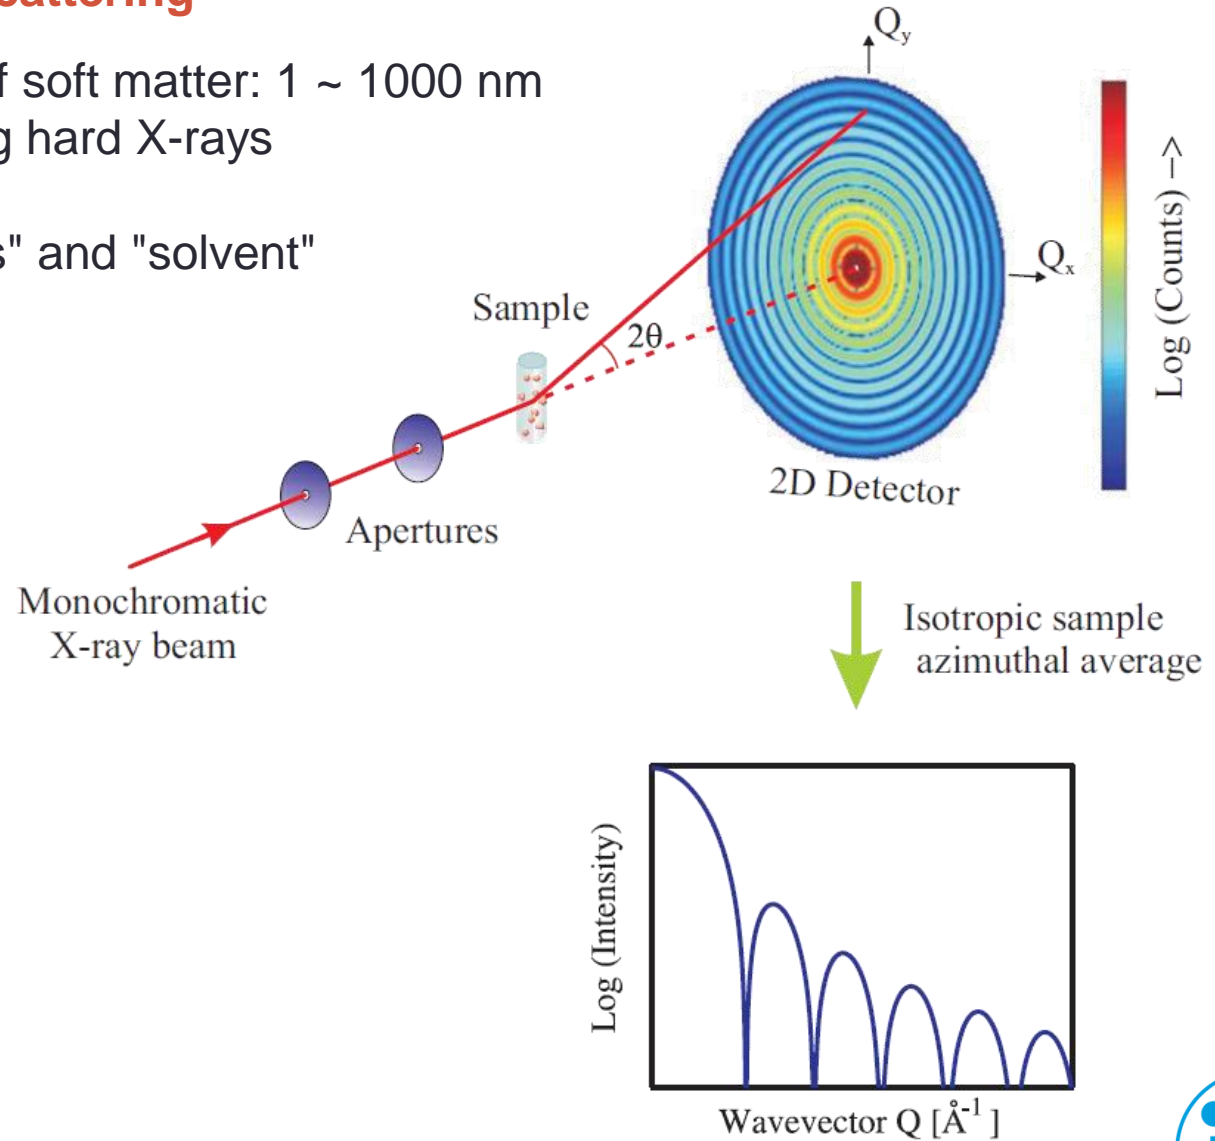 cattering
f soft matter: 1 ~ 1000 nm
g hard X-rays
s" and "solvent"
Qy
Qx
Log (Counts) –>
Sample
2θ
2D Detector
Apertures
Monochromatic
X-ray beam
Isotropic sample
azimuthal average
Log (Intensity)
Wavevector Q [Å-1 ]